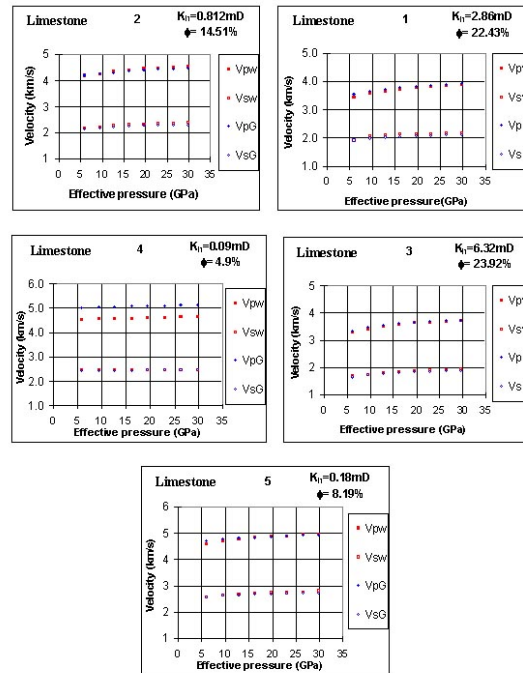 Limestone 2 Kₕ=0.812mD
ϕ= 14.51%
Velocity (km/s)
5
4
3
2
1
0 5 10 15 20 25 30 35
Effective pressure (GPa)
Vpw
Vsw
VpG
VsG
Limestone 1 Kₕ=2.86mD
ϕ= 22.43%
Velocity (km/s)
5.0
4.0
3.0
2.0
1.0
0 5 10 15 20 25 30 35
Effective pressure(GPa)
Vp
Vs
Vp
Vs
Limestone 4 Kₕ=0.09mD
ϕ= 4.9%
Velocity (km/s)
6.0
5.0
4.0
3.0
2.0
1.0
0 5 10 15 20 25 30 35
Effective pressure (GPa)
Vpw
Vsw
VpG
VsG
Limestone 3 Kₕ=6.32mD
ϕ= 23.92%
Velocity (km/s)
5
4
3
2
1
0 5 10 15 20 25 30 35
Effective pressure (GPa)
Vp
Vs
Vp
Vs
Limestone 5 Kₕ=0.18mD
ϕ= 8.19%
Velocity (km/s)
6
5
4
3
2
1
0 5 10 15 20 25 30 35
Effective pressure (GPa)
Vpw
Vsw
VpG
VsG